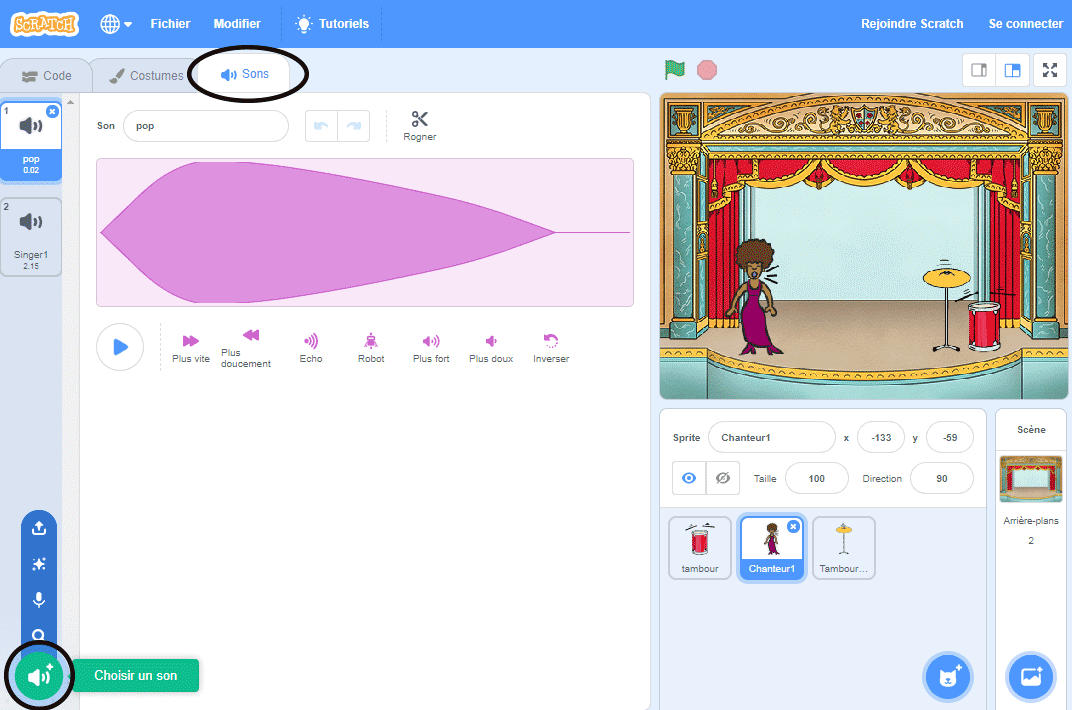 SCRATCH Fichier Modifier Tutoriels Rejoindre Scratch Se connecter
Code Costumes Sons
1
pop
0.02
2
Singer1
2.15
Son pop Rogner
Plus vite Plus doucement Echo Robot Plus fort Plus doux Inverser
Choisir un son
Sprite Chanteur1 x -133 y -59
Taille 100 Direction 90
tambour Chanteur1 Tambour...
Scène
Arrière-plans
2